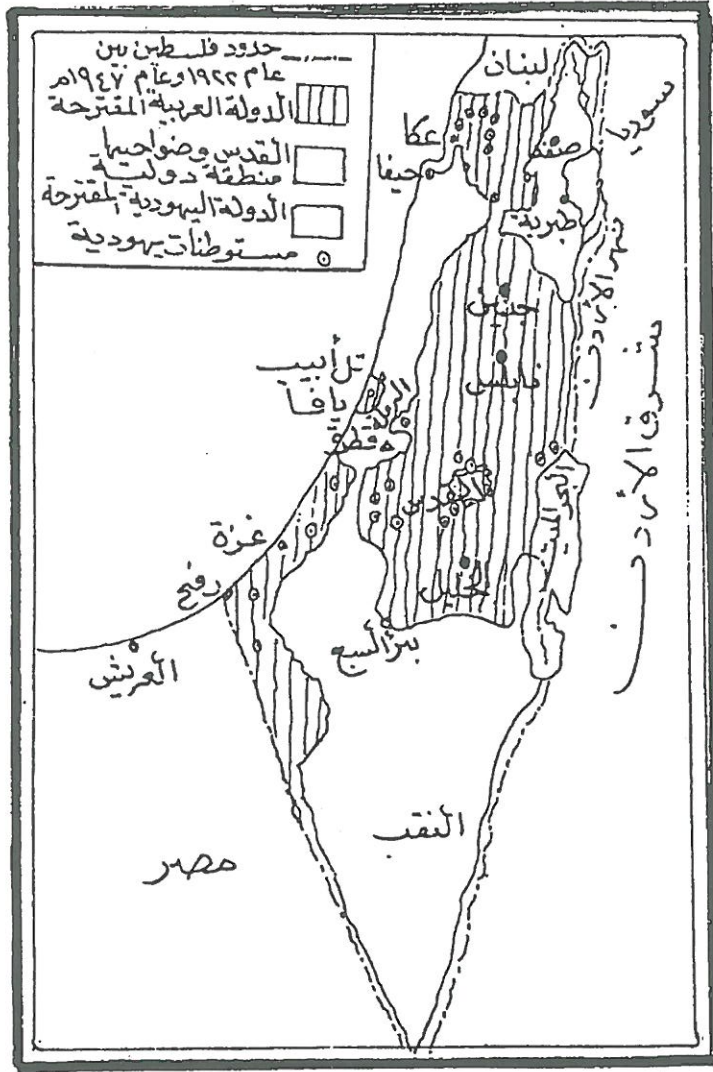 حدود فلسطين بين
عام ١٩٢٢ وعام ١٩٤٧م
الدولة العربية المقترحة
القدس وضواحيها
منطقة دولية
الدولة اليهودية المقترحة
مستوطنات يهودية
لبنان
سوريا
عكا
صفد
حيفا
طبرية
نهر الأردن
شرق الأردن
جنين
نابلس
تل أبيب
يافا
الرملة
القدس
البحر الميت
غزة
الخليل
رفح
بئر السبع
العريش
النقب
مصر